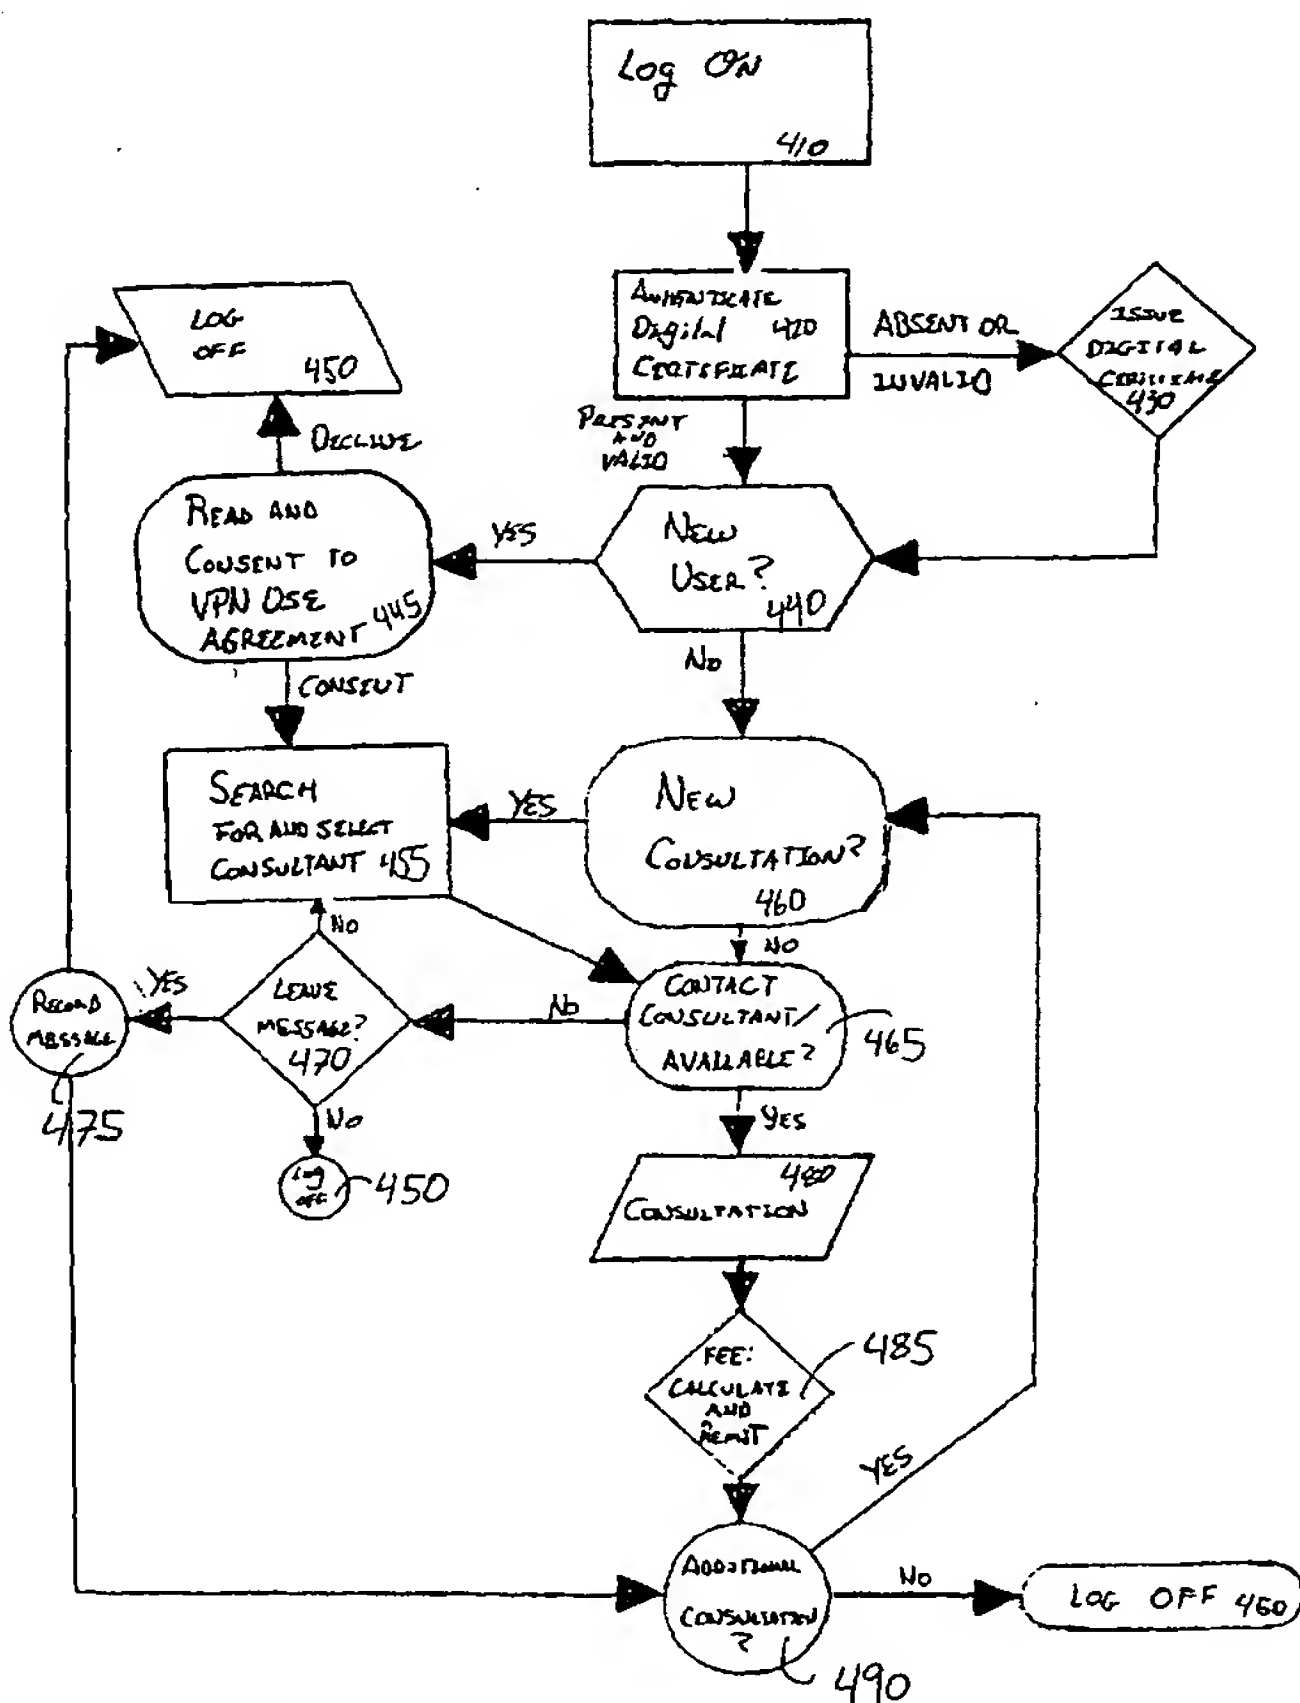 Log ON
410
AUTHENTICATE
Digital 420
CERTIFICATE
ABSENT OR
INVALID
ISSUE
DIGITAL
430
LOG
OFF
450
DECLINE
PRESENT
AND
VALID
READ AND
CONSENT TO
VPN USE
AGREEMENT 445
YES
NEW
USER?
440
NO
CONSENT
SEARCH
FOR AND SELECT
CONSULTANT 455
YES
NEW
CONSULTATION?
460
NO
NO
CONTACT
CONSULTANT/
AVAILABLE?
465
NO
LEAVE
MESSAGE?
470
YES
RECORD
MESSAGE
475
NO
Log
OFF
450
YES
480
CONSULTATION
FEE:
CALCULATE
AND
REMIT
485
YES
ADDITIONAL
CONSULTATION
?
490
NO
LOG OFF 450